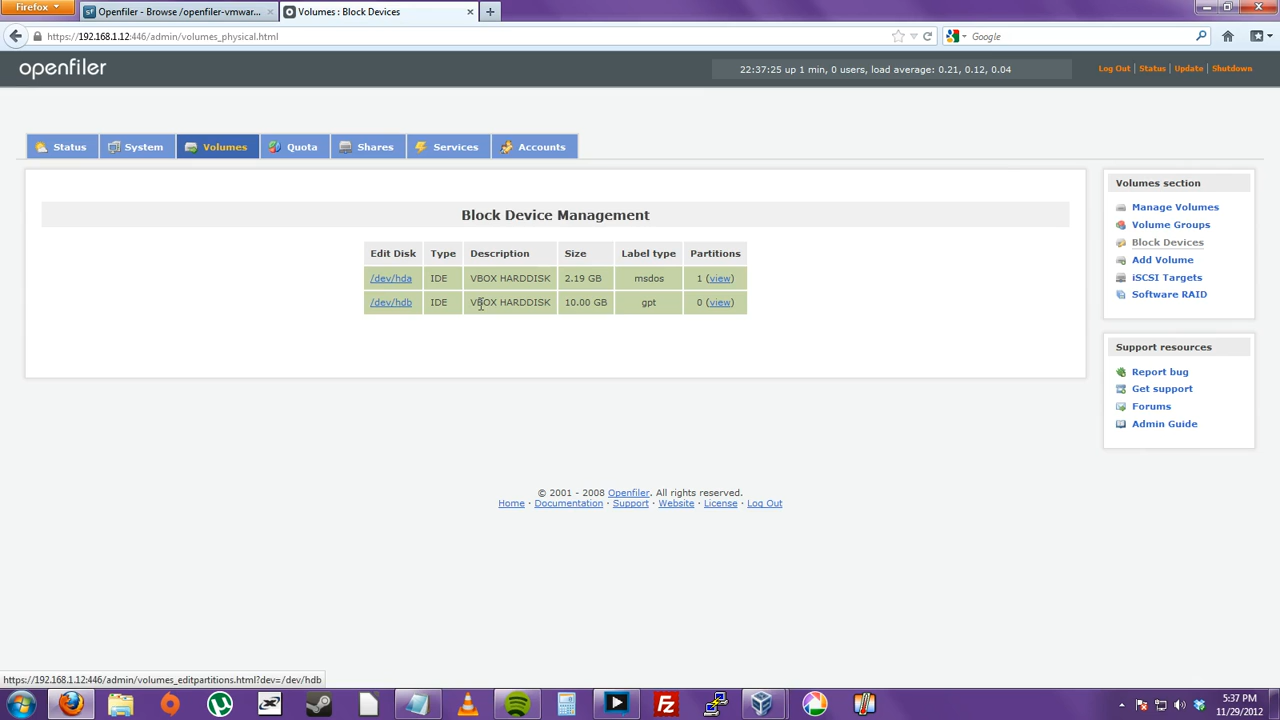 Firefox
Openfiler - Browse /openfiler-vmwar...
Volumes : Block Devices
https://192.168.1.12:446/admin/volumes_physical.html
Google
openfiler
22:37:25 up 1 min, 0 users, load average: 0.21, 0.12, 0.04
Log Out | Status | Update | Shutdown
Status System Volumes Quota Shares Services Accounts
Block Device Management
Edit Disk Type Description Size Label type Partitions
/dev/hda IDE VBOX HARDDISK 2.19 GB msdos 1 (view)
/dev/hdb IDE VBOX HARDDISK 10.00 GB gpt 0 (view)
Volumes section
Manage Volumes
Volume Groups
Block Devices
Add Volume
iSCSI Targets
Software RAID
Support resources
Report bug
Get support
Forums
Admin Guide
© 2001 - 2008 Openfiler. All rights reserved.
Home · Documentation · Support · Website · License · Log Out
https://192.168.1.12:446/admin/volumes_editpartitions.html?dev=/dev/hdb
5:37 PM
11/29/2012